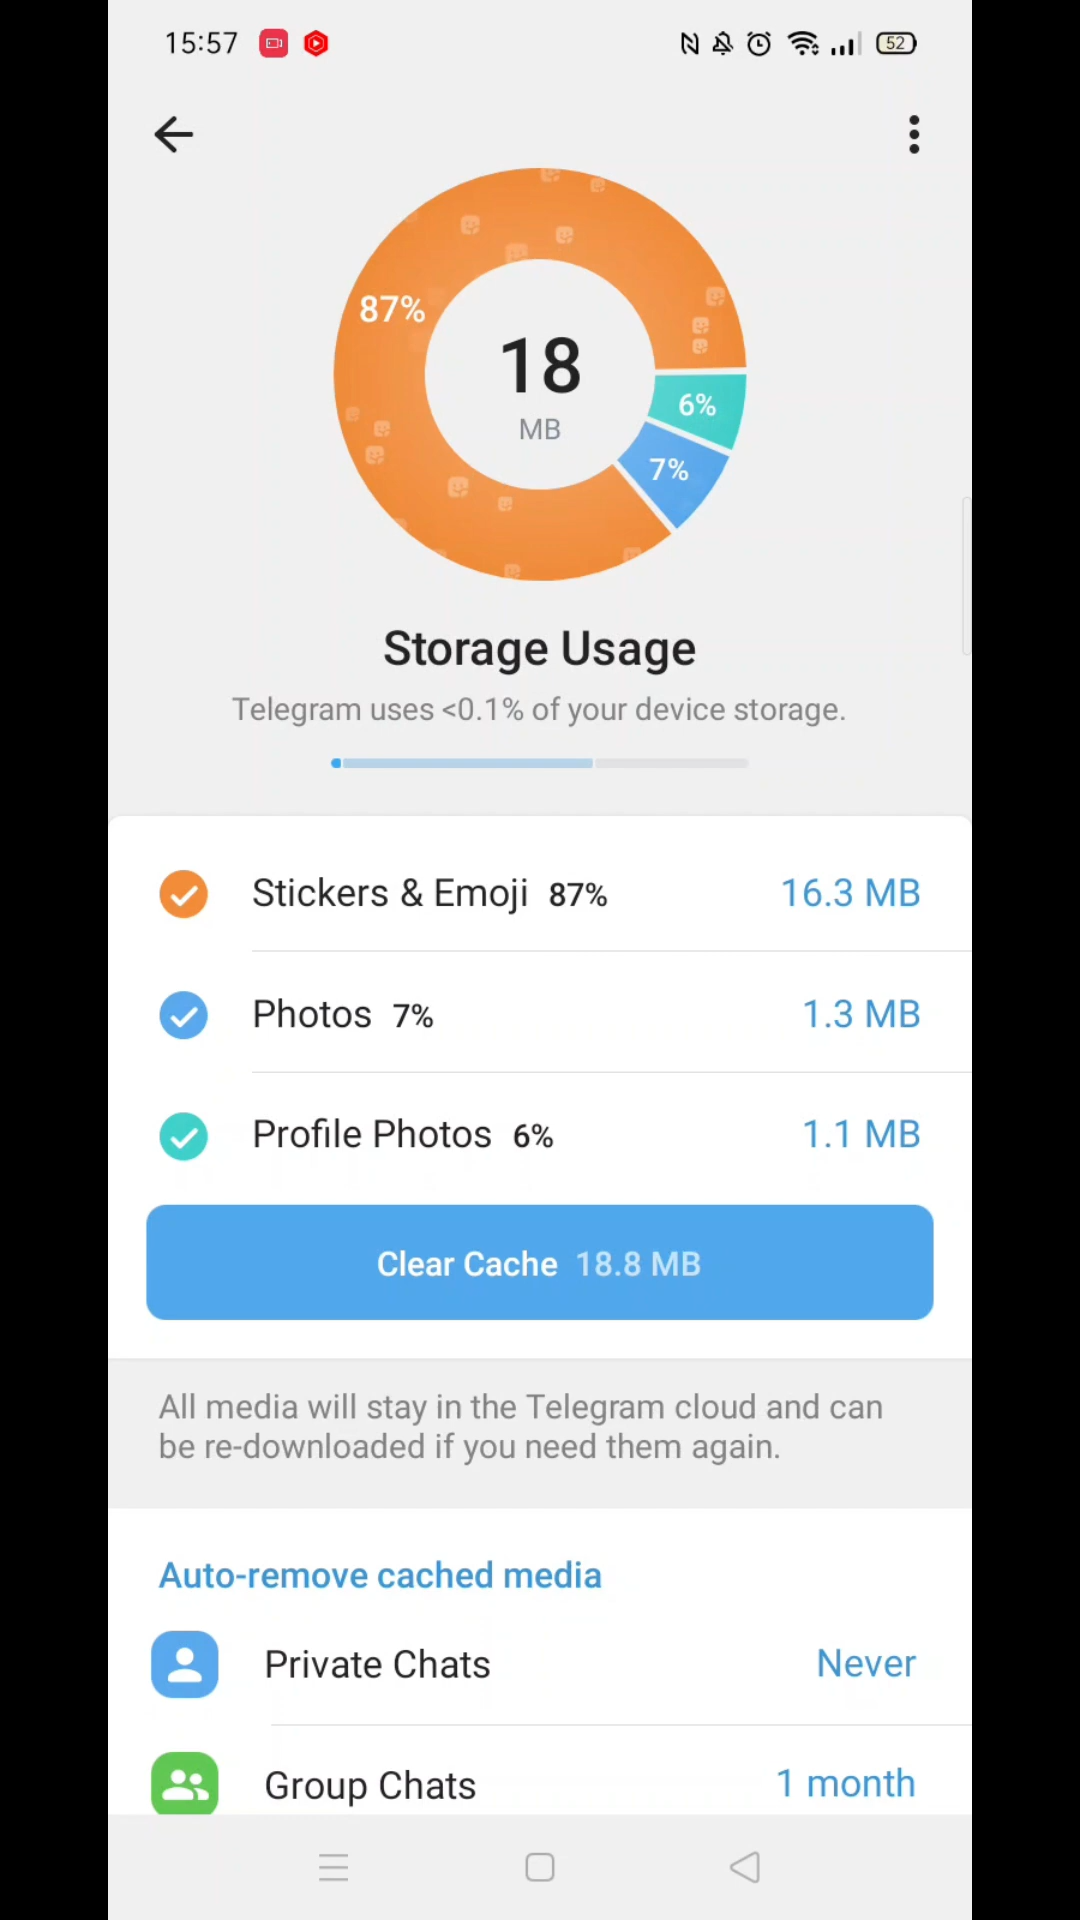 15:57
52
87%
18
MB
6%
7%
Storage Usage
Telegram uses <0.1% of your device storage.
Stickers & Emoji 87% 16.3 MB
Photos 7% 1.3 MB
Profile Photos 6% 1.1 MB
Clear Cache 18.8 MB
All media will stay in the Telegram cloud and can
be re-downloaded if you need them again.
Auto-remove cached media
Private Chats Never
Group Chats 1 month